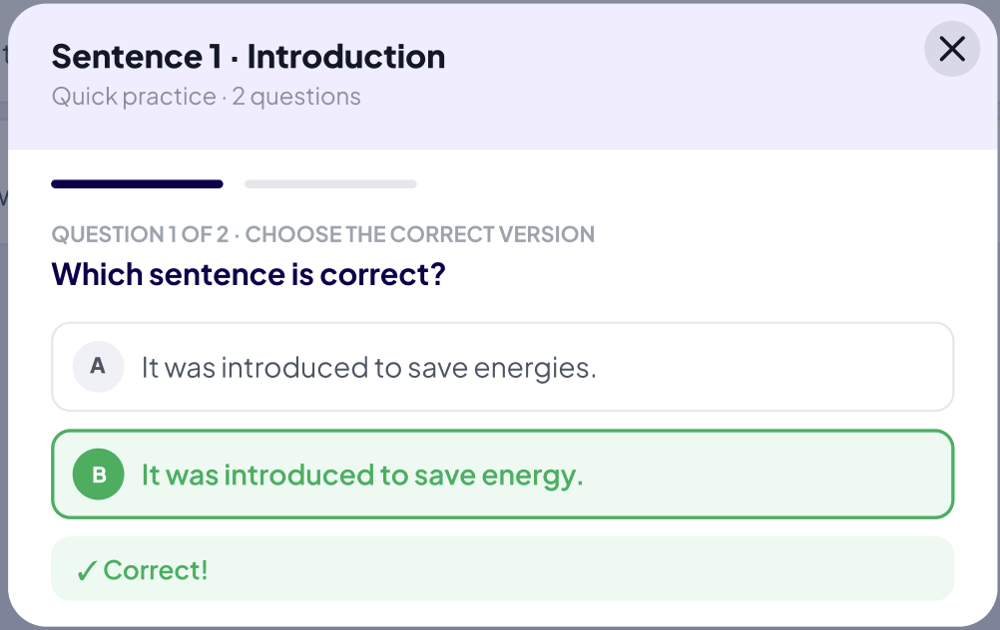 Sentence 1 · Introduction
Quick practice · 2 questions
QUESTION 1 OF 2 · CHOOSE THE CORRECT VERSION
Which sentence is correct?
A It was introduced to save energies.
B It was introduced to save energy.
✓ Correct!